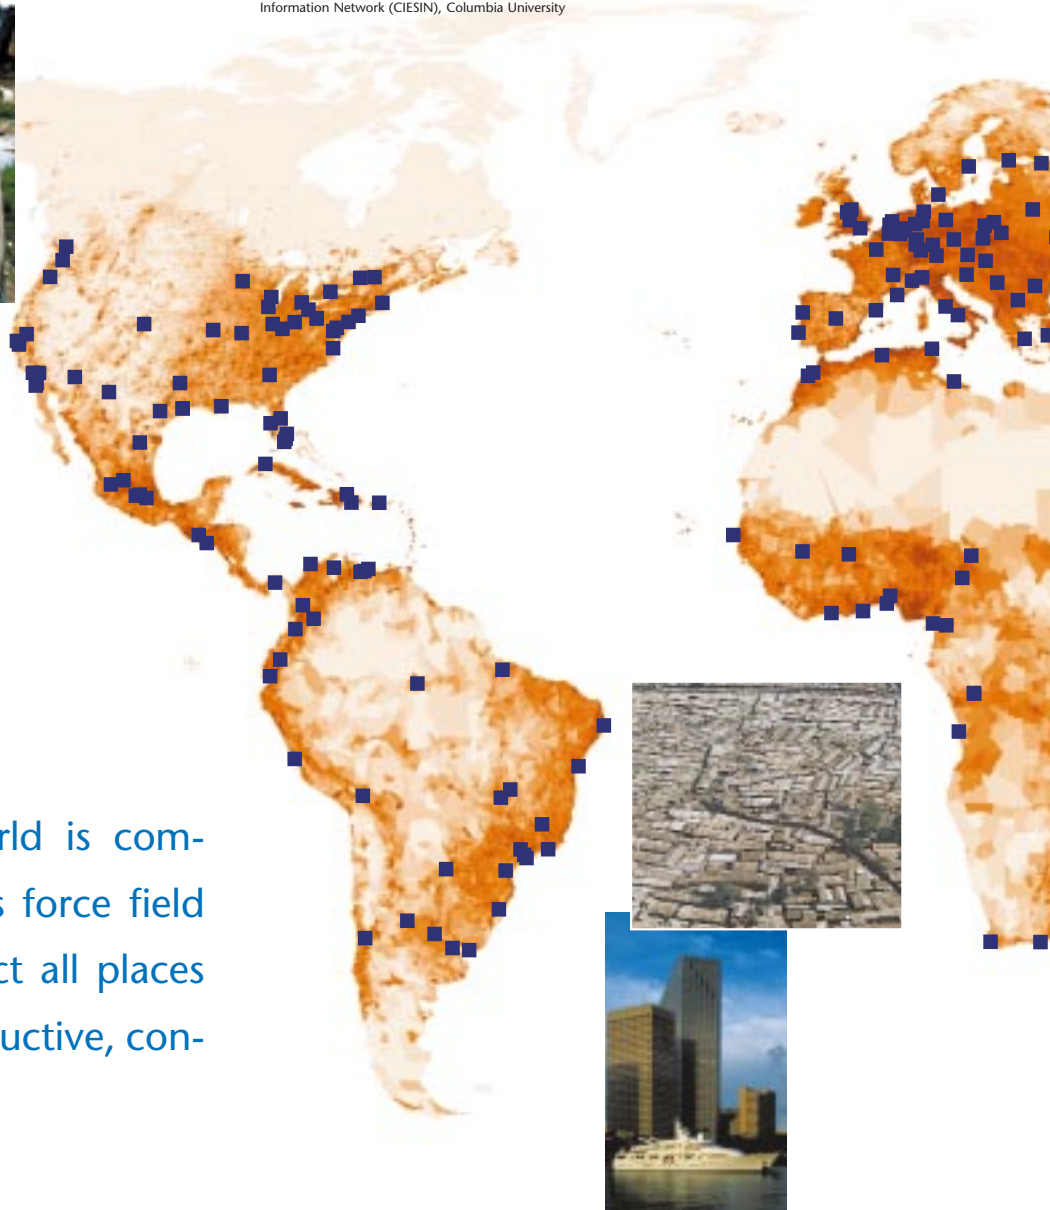 Information Network (CIESIN), Columbia University
rld is com-
s force field
ct all places
uctive, con-